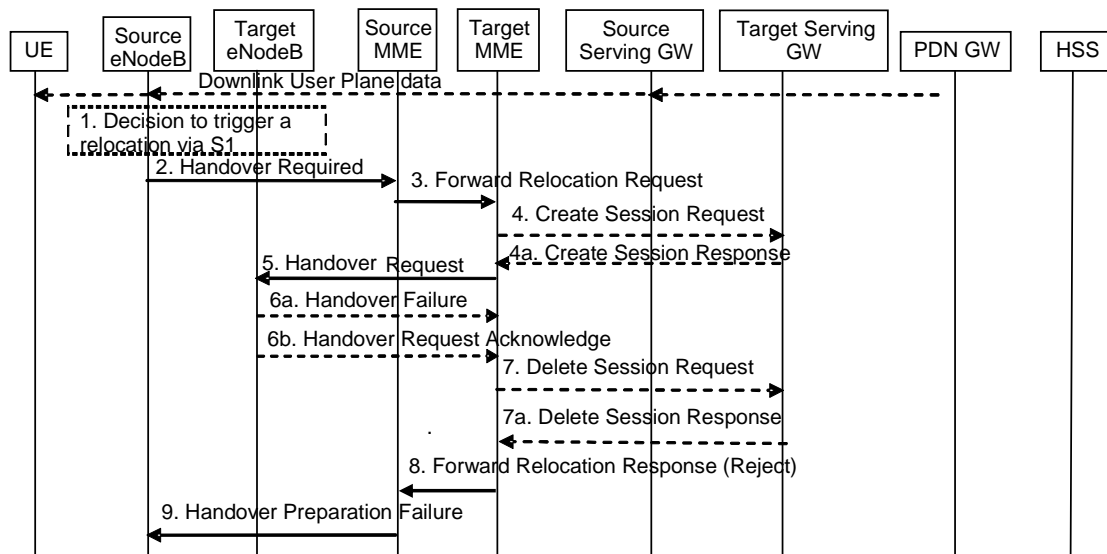 UE
Source
eNodeB
Target
eNodeB
Source
MME
Target
MME
Source
Serving GW
Target Serving
GW
PDN GW
HSS
Downlink User Plane data
1. Decision to trigger a
relocation via S1
2. Handover Required
3. Forward Relocation Request
4. Create Session Request
4a. Create Session Response
5. Handover Request
6a. Handover Failure
6b. Handover Request Acknowledge
7. Delete Session Request
7a. Delete Session Response
.
8. Forward Relocation Response (Reject)
9. Handover Preparation Failure